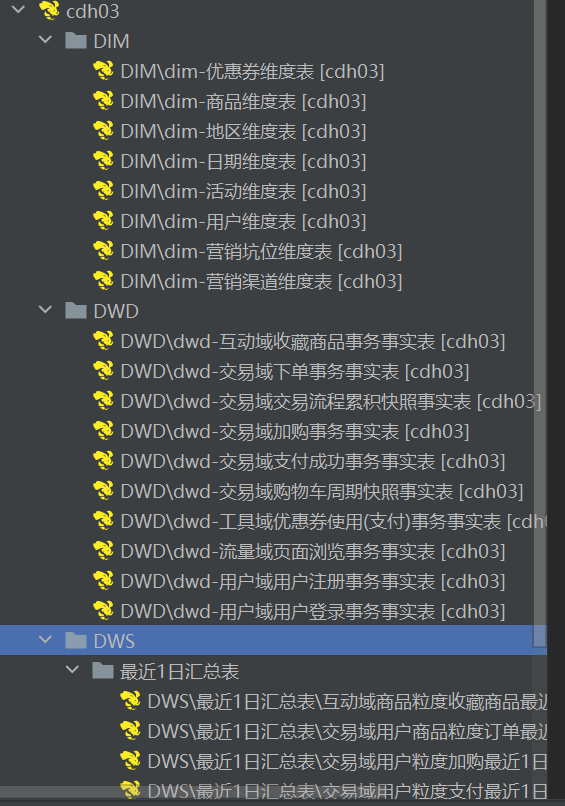 cdh03
DIM
DIM\dim-优惠券维度表 [cdh03]
DIM\dim-商品维度表 [cdh03]
DIM\dim-地区维度表 [cdh03]
DIM\dim-日期维度表 [cdh03]
DIM\dim-活动维度表 [cdh03]
DIM\dim-用户维度表 [cdh03]
DIM\dim-营销坑位维度表 [cdh03]
DIM\dim-营销渠道维度表 [cdh03]
DWD
DWD\dwd-互动域收藏商品事务事实表 [cdh03]
DWD\dwd-交易域下单事务事实表 [cdh03]
DWD\dwd-交易域交易流程累积快照事实表 [cdh03]
DWD\dwd-交易域加购事务事实表 [cdh03]
DWD\dwd-交易域支付成功事务事实表 [cdh03]
DWD\dwd-交易域购物车周期快照事实表 [cdh03]
DWD\dwd-工具域优惠券使用(支付)事务事实表 [cdh
DWD\dwd-流量域页面浏览事务事实表 [cdh03]
DWD\dwd-用户域用户注册事务事实表 [cdh03]
DWD\dwd-用户域用户登录事务事实表 [cdh03]
DWS
最近1日汇总表
DWS\最近1日汇总表\互动域商品粒度收藏商品最近
DWS\最近1日汇总表\交易域用户商品粒度订单最近
DWS\最近1日汇总表\交易域用户粒度加购最近1日
DWS\最近1日汇总表\交易域用户粒度支付最近1日